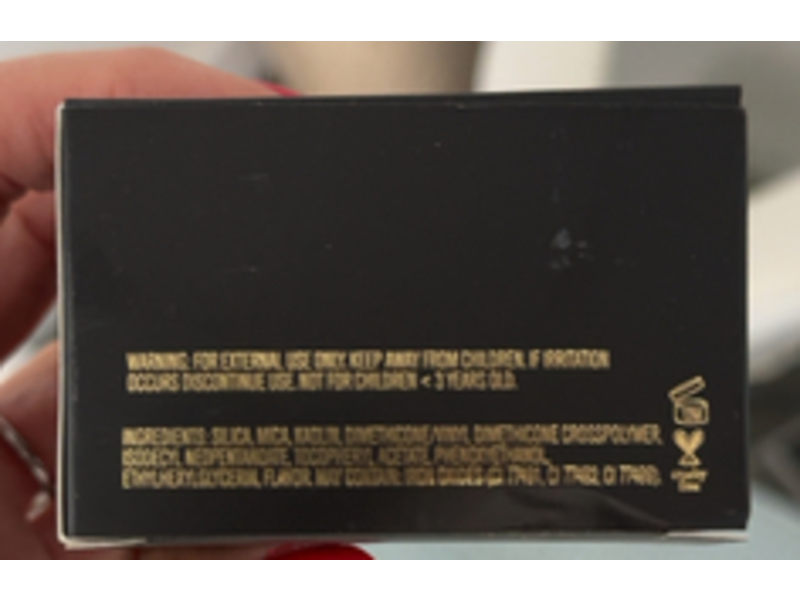 WARNING: FOR EXTERNAL USE ONLY. KEEP AWAY FROM CHILDREN. IF IRRITATION
OCCURS DISCONTINUE USE. NOT FOR CHILDREN < 3 YEARS OLD.
INGREDIENTS: SILICA, MICA, KAOLIN, DIMETHICONE/VINYL DIMETHICONE CROSSPOLYMER,
ISODECYL NEOPENTANOATE, TOCOPHERYL ACETATE, PHENOXYETHANOL,
ETHYLHEXYLGLYCERIN, FLAVOR. MAY CONTAIN: IRON OXIDES (CI 77491, CI 77492, CI 77499).